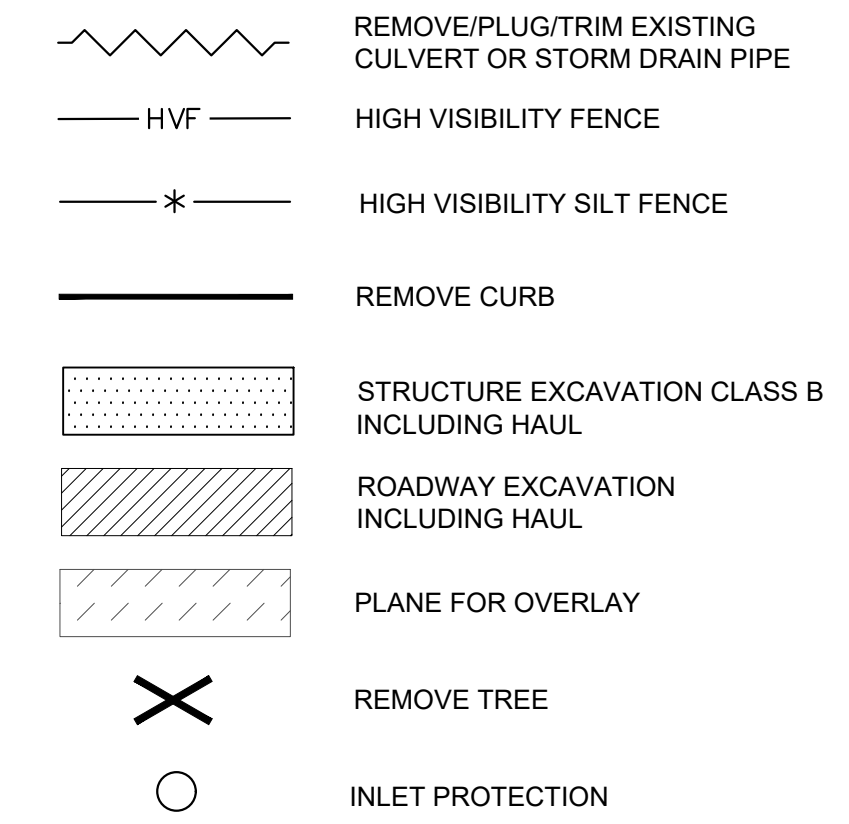 REMOVE/PLUG/TRIM EXISTING
CULVERT OR STORM DRAIN PIPE
HVF HIGH VISIBILITY FENCE
HIGH VISIBILITY SILT FENCE
REMOVE CURB
STRUCTURE EXCAVATION CLASS B
INCLUDING HAUL
ROADWAY EXCAVATION
INCLUDING HAUL
PLANE FOR OVERLAY
REMOVE TREE
INLET PROTECTION